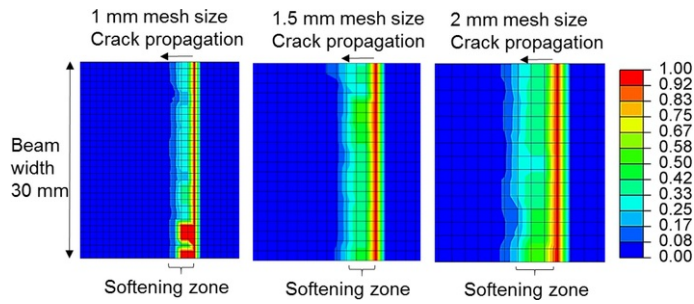 1 mm mesh size
Crack propagation
1.5 mm mesh size
Crack propagation
2 mm mesh size
Crack propagation
Beam
width
30 mm
1.00
0.92
0.83
0.75
0.67
0.58
0.50
0.42
0.33
0.25
0.17
0.08
0.00
Softening zone
Softening zone
Softening zone